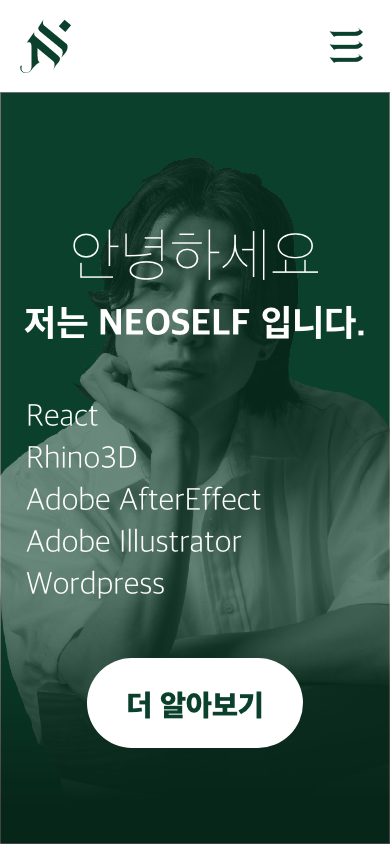 안녕하세요
저는 NEOSELF 입니다.
React
Rhino3D
Adobe AfterEffect
Adobe Illustrator
Wordpress
더 알아보기